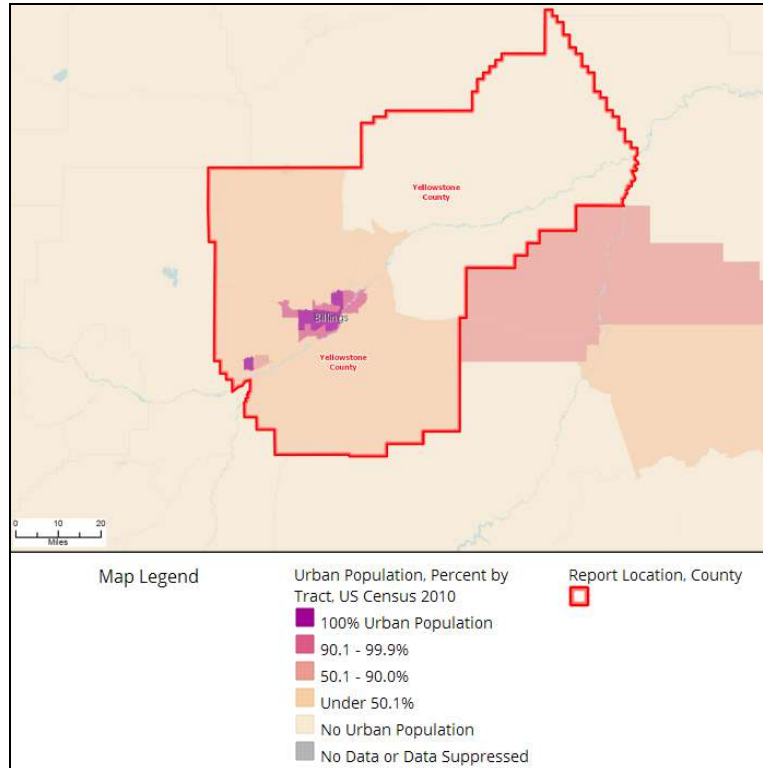 Yellowstone
County
Billings
Yellowstone
County
0 10 20
Miles
Map Legend
Urban Population, Percent by
Tract, US Census 2010
100% Urban Population
90.1 - 99.9%
50.1 - 90.0%
Under 50.1%
No Urban Population
No Data or Data Suppressed
Report Location, County